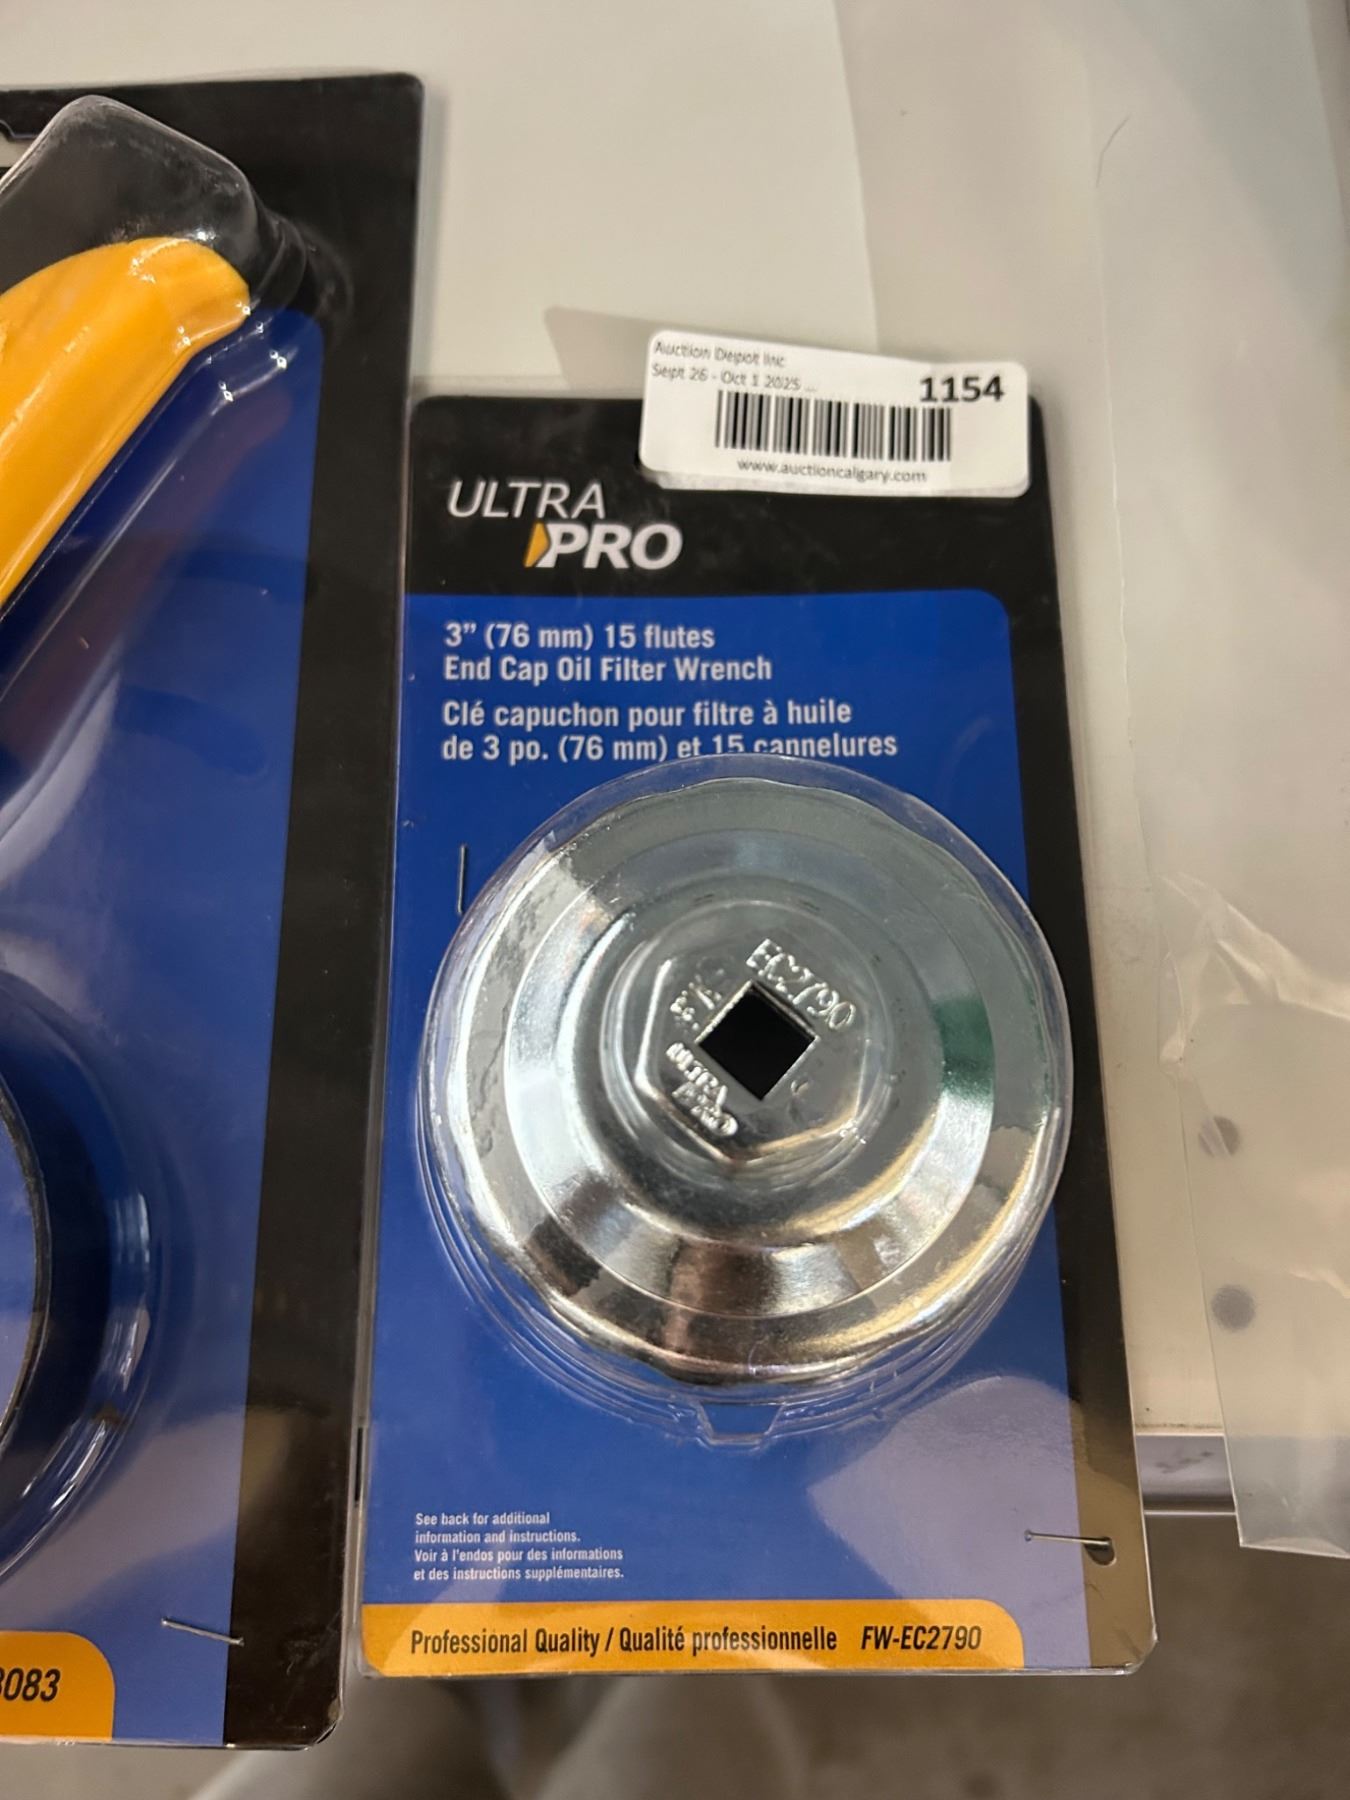 Auction Depot Inc
Sept 26 - Oct 1 2025 ...
1154
www.auctioncalgary.com
ULTRA
PRO
3" (76 mm) 15 flutes
End Cap Oil Filter Wrench
Clé capuchon pour filtre à huile
de 3 po. (76 mm) et 15 cannelures
EC2790
ULTRA
PRO
See back for additional
information and instructions.
Voir à l'endos pour des informations
et des instructions supplémentaires.
Professional Quality / Qualité professionnelle FW-EC2790
3083